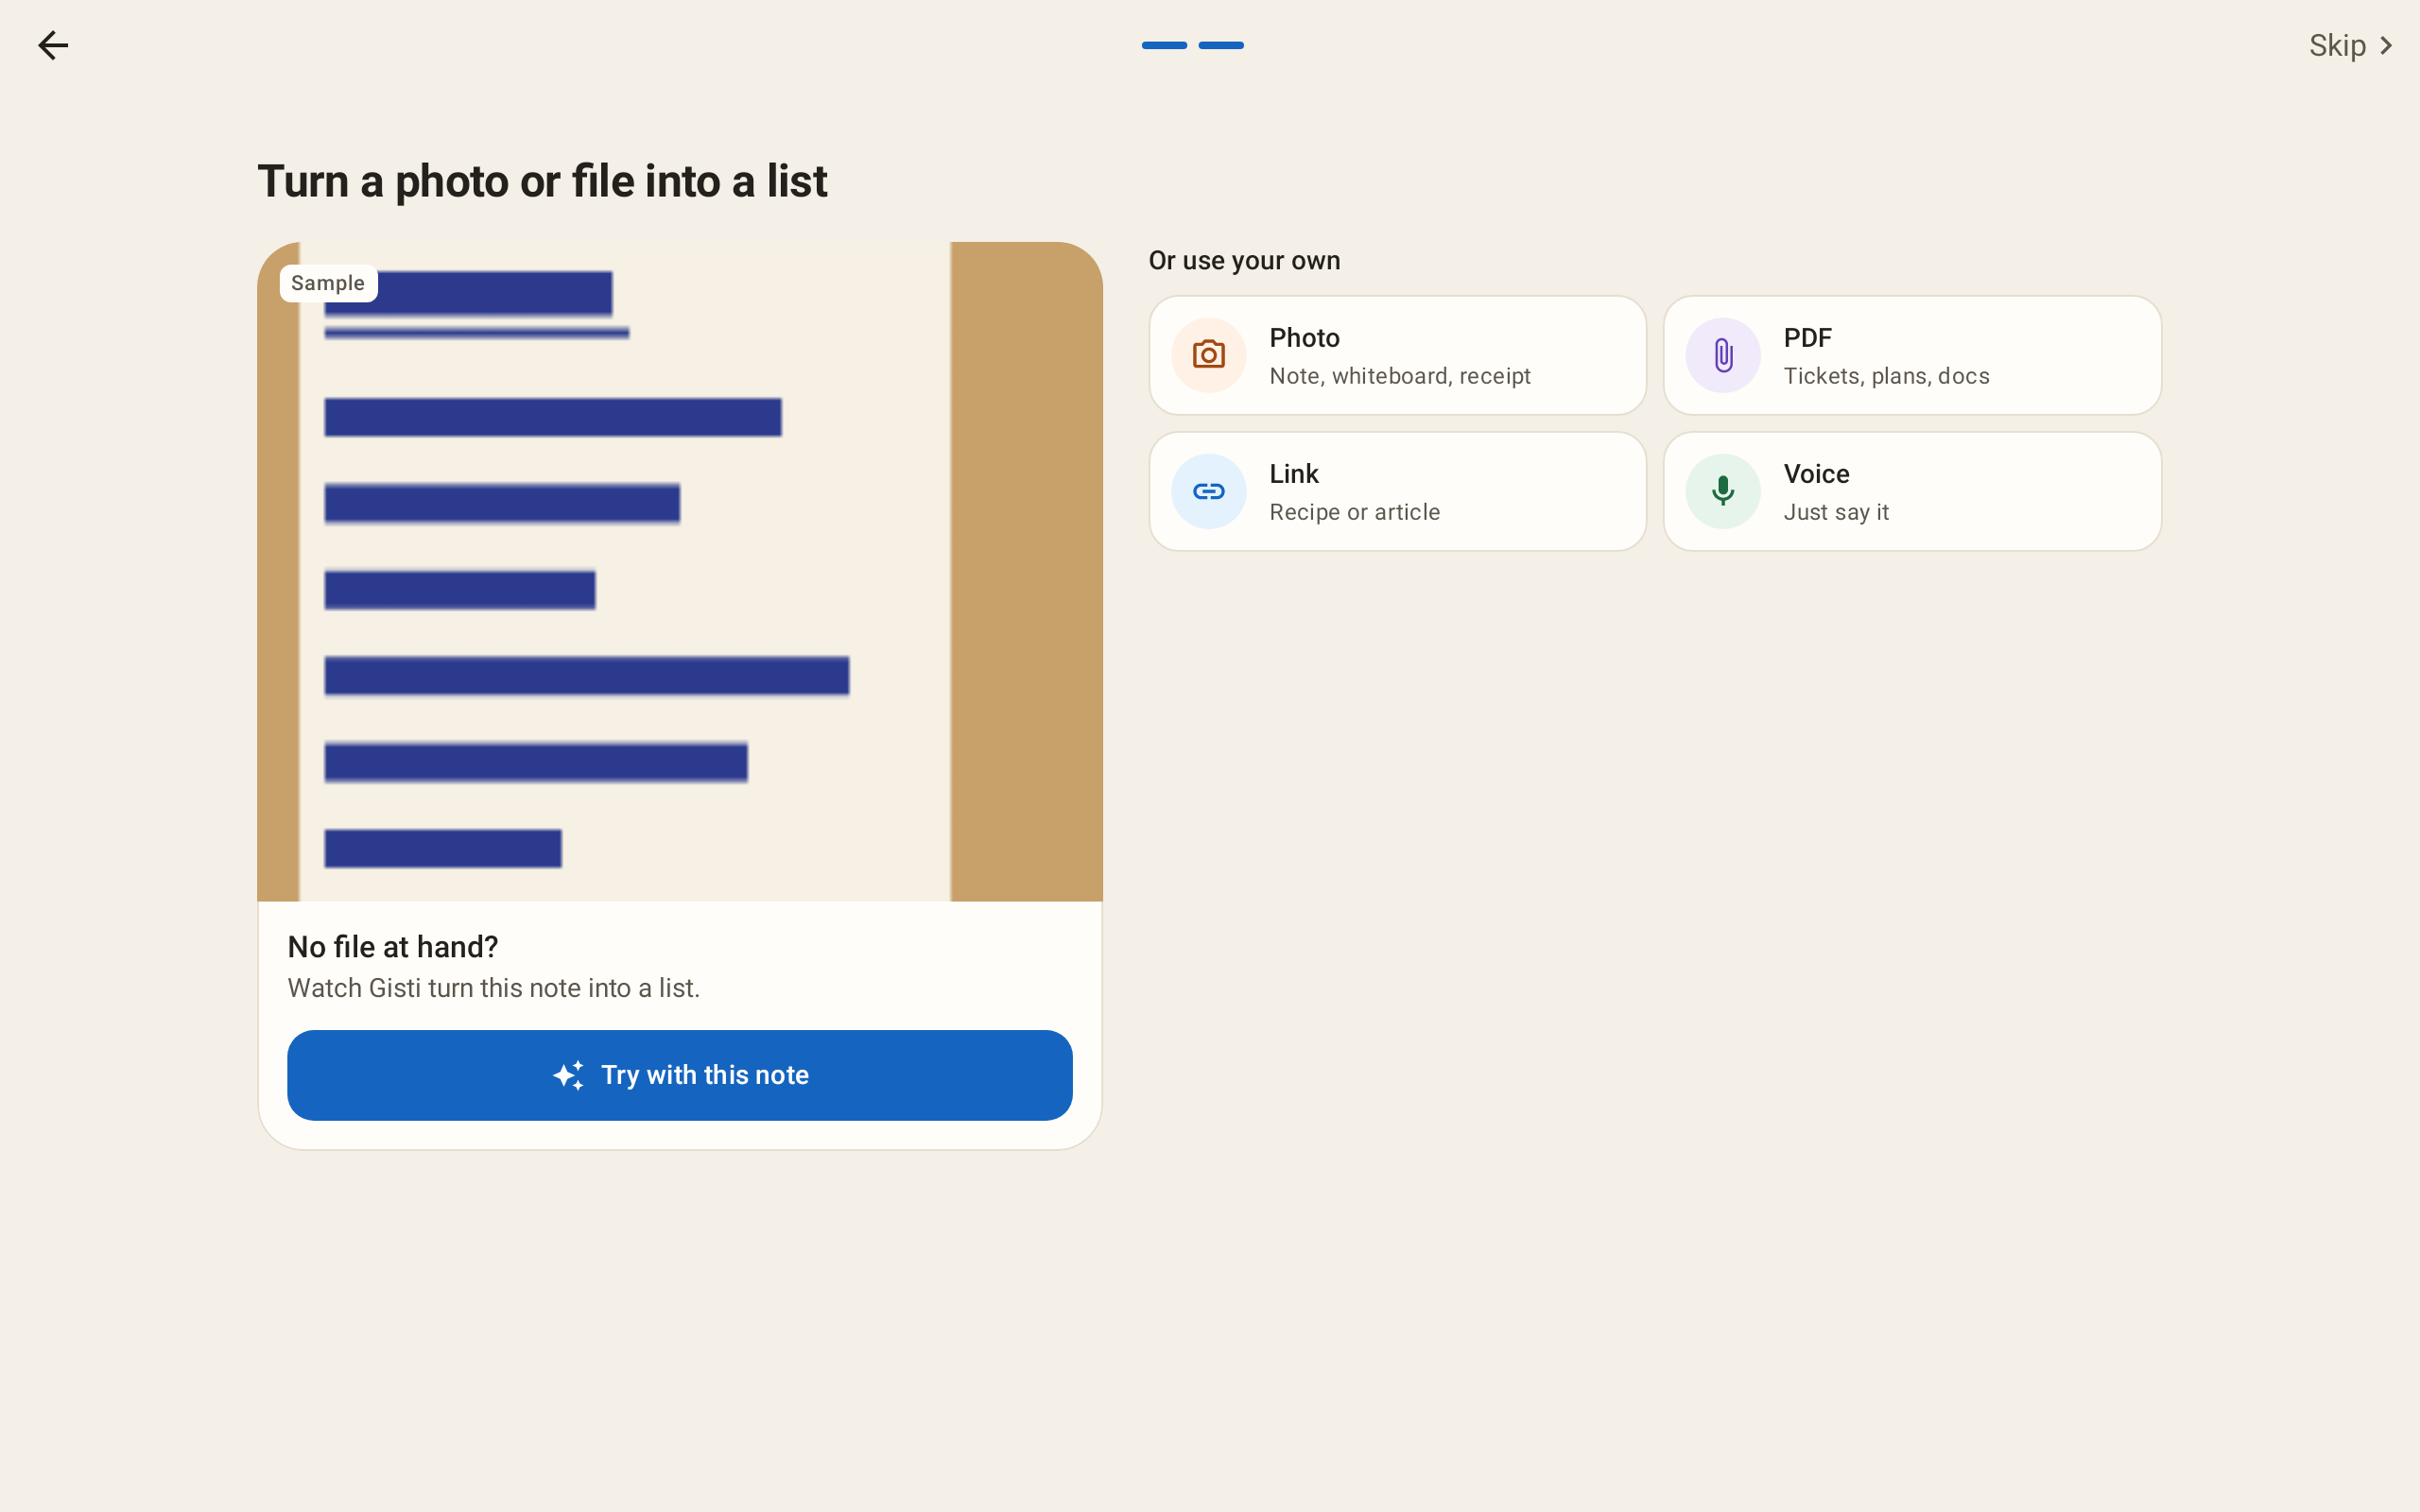 Skip
Turn a photo or file into a list
Sample
No file at hand?
Watch Gisti turn this note into a list.
Try with this note
Or use your own
Photo
Note, whiteboard, receipt
PDF
Tickets, plans, docs
Link
Recipe or article
Voice
Just say it